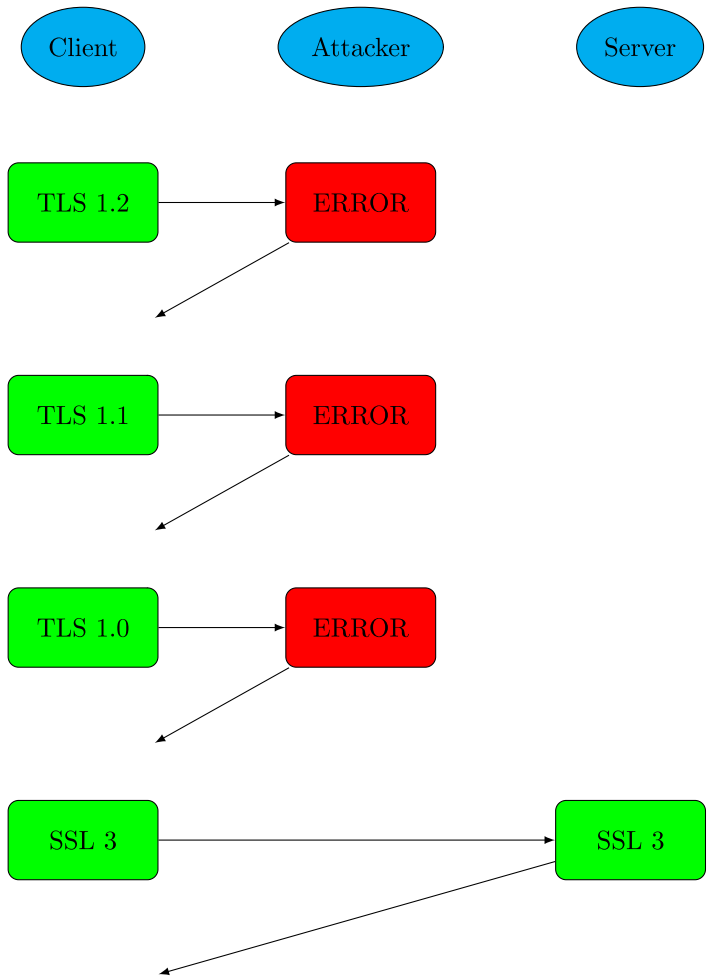 Client
Attacker
Server
TLS 1.2
ERROR
TLS 1.1
ERROR
TLS 1.0
ERROR
SSL 3
SSL 3